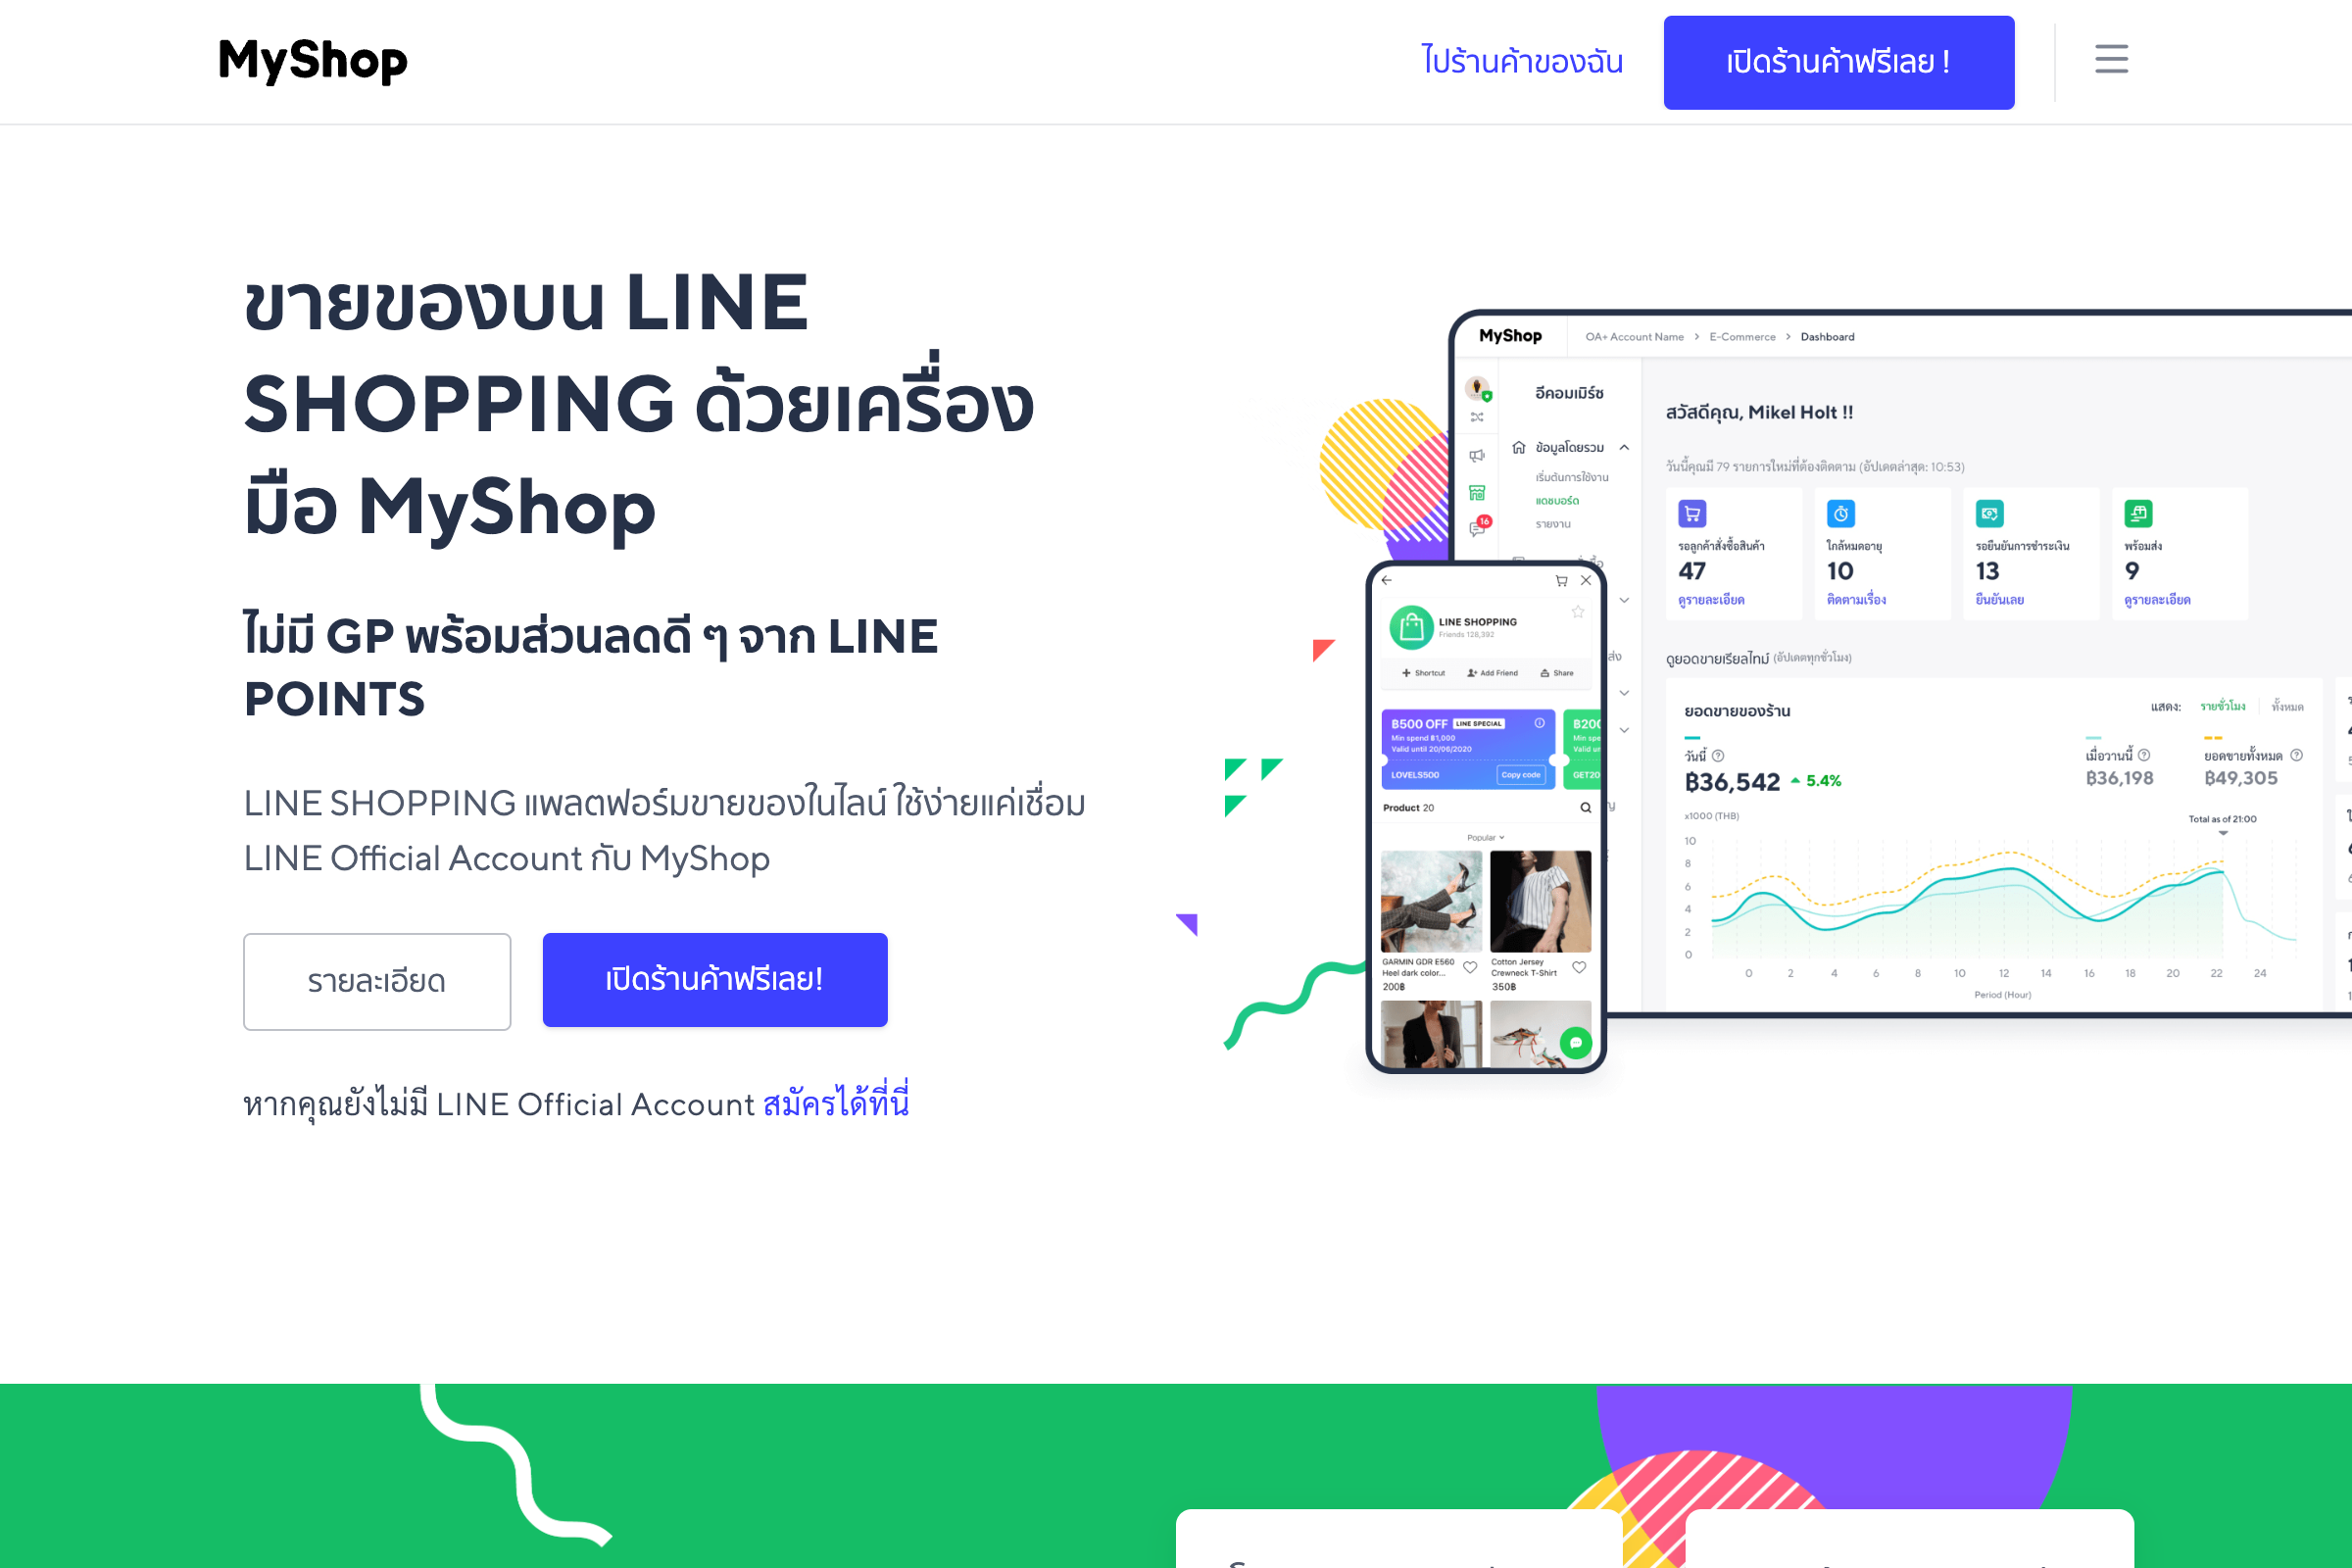 MyShop
ไปร้านค้าของฉัน
เปิดร้านค้าฟรีเลย !
ขายของบน LINE
SHOPPING ด้วยเครื่อง
มือ MyShop
ไม่มี GP พร้อมส่วนลดดี ๆ จาก LINE
POINTS
LINE SHOPPING แพลตฟอร์มขายของในไลน์ ใช้ง่ายแค่เชื่อม
LINE Official Account กับ MyShop
รายละเอียด
เปิดร้านค้าฟรีเลย!
หากคุณยังไม่มี LINE Official Account สมัครได้ที่นี่
MyShop
OA+ Account Name > E-Commerce > Dashboard
อีคอมเมิร์ซ
ข้อมูลโดยรวม
เริ่มต้นการใช้งาน
แดชบอร์ด
รายงาน
16
สวัสดีคุณ, Mikel Holt !!
วันนี้คุณมี 79 รายการใหม่ที่ต้องติดตาม (อัปเดตล่าสุด: 10:53)
รอลูกค้าสั่งซื้อสินค้า
47
ดูรายละเอียด
ใกล้หมดอายุ
10
ติดตามเรื่อง
รอยืนยันการชำระเงิน
13
ยืนยันเลย
พร้อมส่ง
9
ดูรายละเอียด
ดูยอดขายเรียลไทม์ (อัปเดตทุกชั่วโมง)
ยอดขายของร้าน
แสดง: รายชั่วโมง ทั้งหมด
วันนี้
฿36,542 5.4%
เมื่อวานนี้
฿36,198
ยอดขายทั้งหมด
฿49,305
x1000 (THB)
Total as of 21:00
10
8
6
4
2
0
0 2 4 6 8 10 12 14 16 18 20 22 24
Period (Hour)
LINE SHOPPING
Friends 128,392
Shortcut
Add Friend
Share
฿500 OFF LINE SPECIAL
Min spend ฿1,000
Valid until 20/06/2020
LOVELS500
Copy code
Product 20
Popular
GARMIN GDR E560
Heel dark color...
200฿
Cotton Jersey
Crewneck T-Shirt
350฿